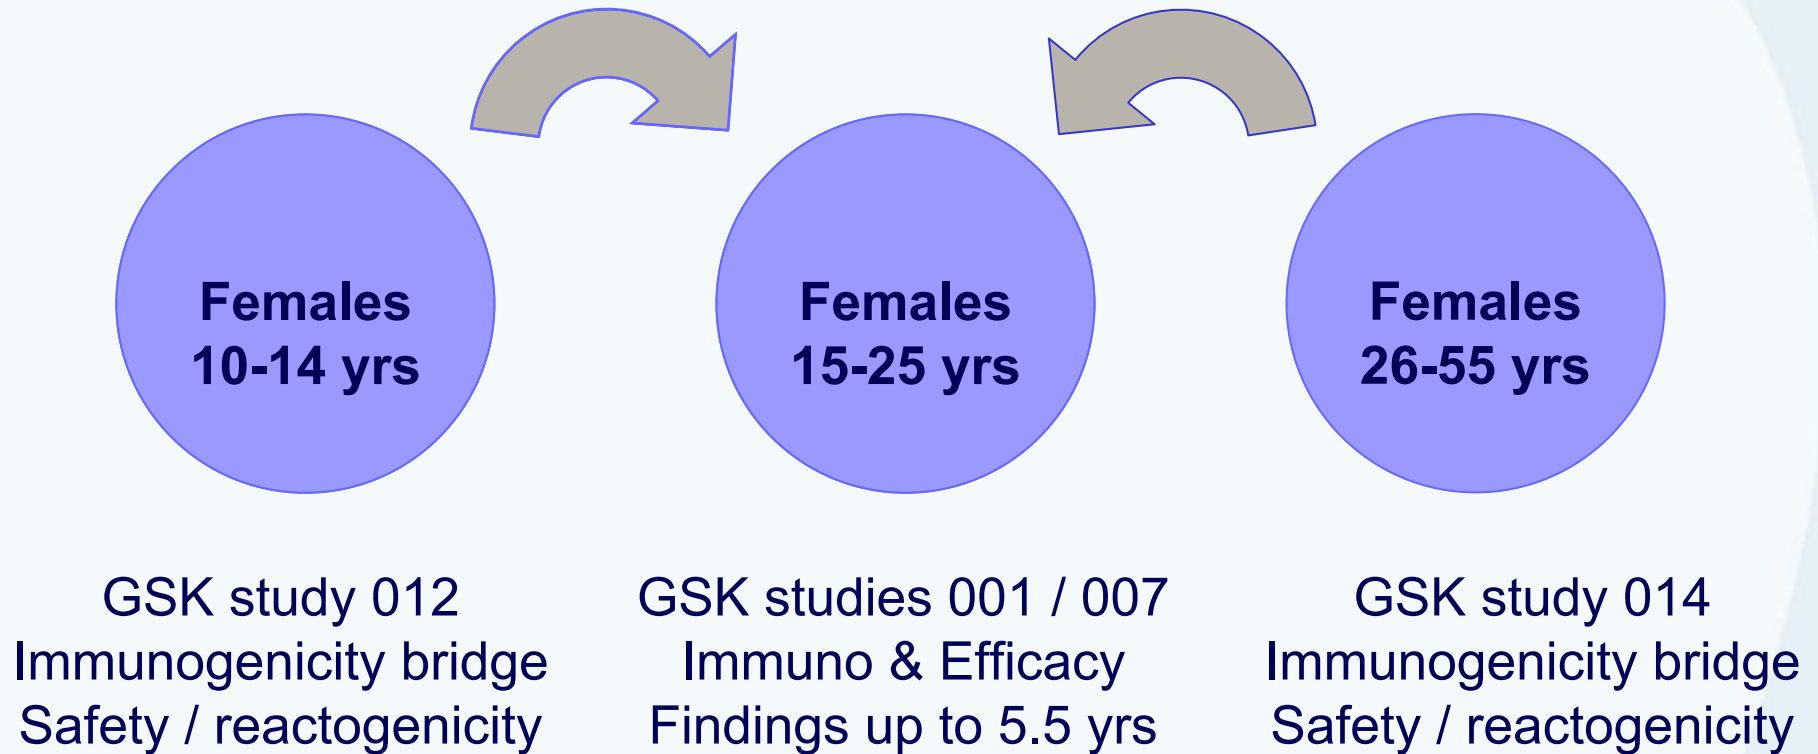 Females
10-14 yrs
Females
15-25 yrs
Females
26-55 yrs
GSK study 012
Immunogenicity bridge
Safety / reactogenicity
GSK studies 001 / 007
Immuno & Efficacy
Findings up to 5.5 yrs
GSK study 014
Immunogenicity bridge
Safety / reactogenicity